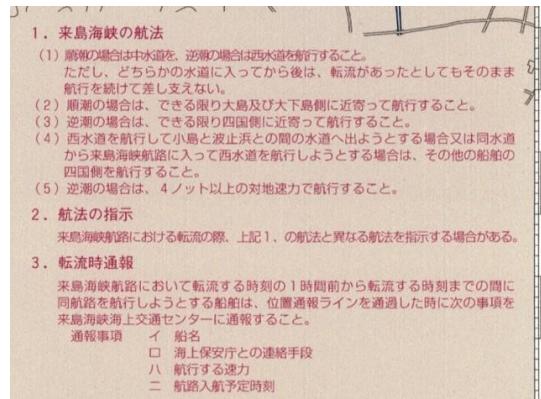 1．来島海峡の航法
(1) 順潮の場合は中水道を、逆潮の場合は西水道を航行すること。
ただし、どちらかの水道に入ってから後は、転流があったとしてもそのまま
航行を続けて差し支えない。
(2) 順潮の場合は、できる限り大島及び大下島側に近寄って航行すること。
(3) 逆潮の場合は、できる限り四国側に近寄って航行すること。
(4) 西水道を航行して小島と波止浜との間の水道へ出ようとする場合又は同水道
から来島海峡航路に入って西水道を航行しようとする場合は、その他の船舶の
四国側を航行すること。
(5) 逆潮の場合は、4ノット以上の対地速力で航行すること。
2．航法の指示
来島海峡航路における転流の際、上記1、の航法と異なる航法を指示する場合がある。
3．転流時通報
来島海峡航路において転流する時刻の1時間前から転流する時刻までの間に
同航路を航行しようとする船舶は、位置通報ラインを通過した時に次の事項を
来島海峡海上交通センターに通報すること。
通報事項 イ 船名
ロ 海上保安庁との連絡手段
ハ 航行する速力
ニ 航路入航予定時刻